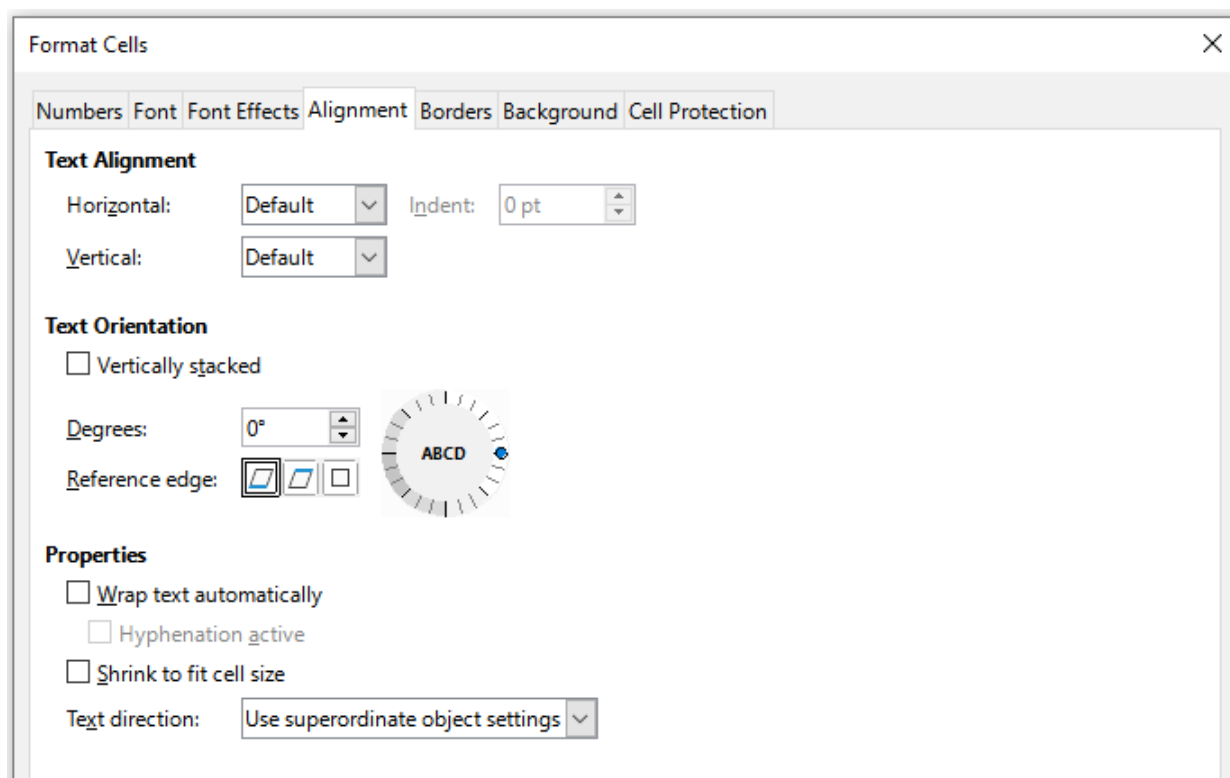 Format Cells
Numbers Font Font Effects Alignment Borders Background Cell Protection
Text Alignment
Horizontal: Default Indent: 0 pt
Vertical: Default
Text Orientation
Vertically stacked
Degrees: 0° ABCD
Reference edge:
Properties
Wrap text automatically
Hyphenation active
Shrink to fit cell size
Text direction: Use superordinate object settings